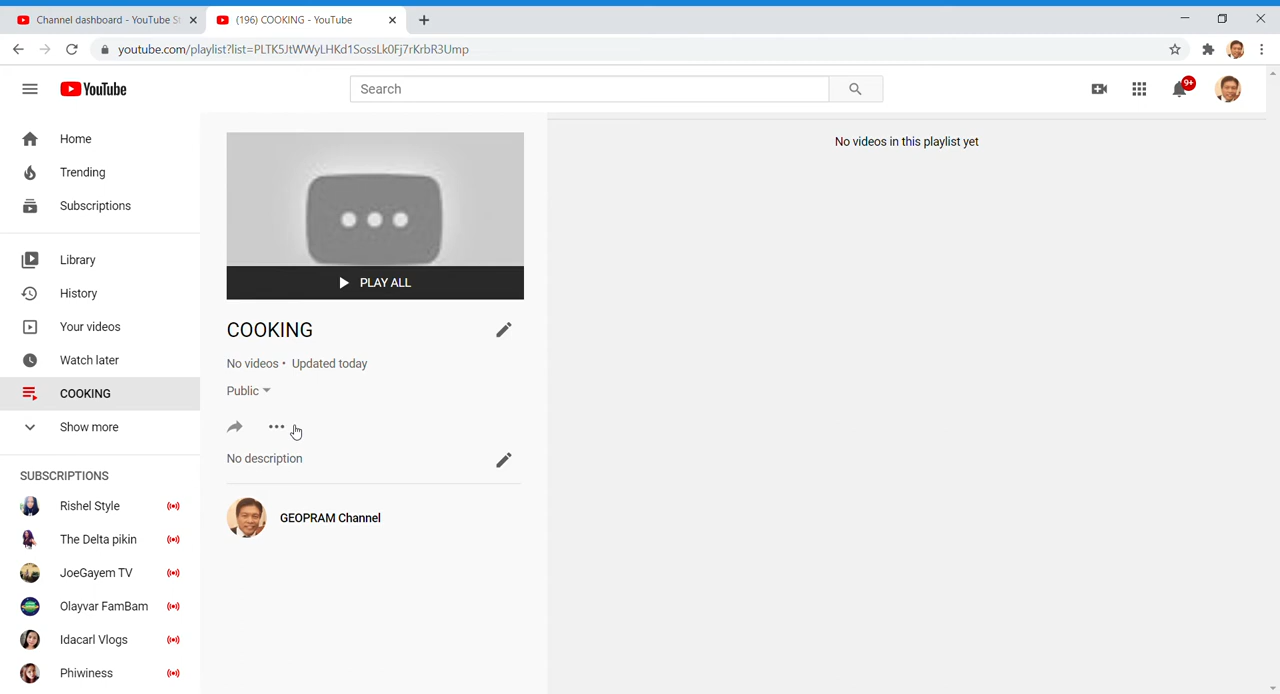 Channel dashboard - YouTube St
(196) COOKING - YouTube
youtube.com/playlist?list=PLTK5JtWWyLHKd1SossLk0Fj7rKrbR3Ump
YouTube
Search
9+
Home
Trending
Subscriptions
Library
History
Your videos
Watch later
COOKING
Show more
SUBSCRIPTIONS
Rishel Style
The Delta pikin
JoeGayem TV
Olayvar FamBam
Idacarl Vlogs
Phiwiness
PLAY ALL
COOKING
No videos • Updated today
Public
No description
GEOPRAM Channel
No videos in this playlist yet